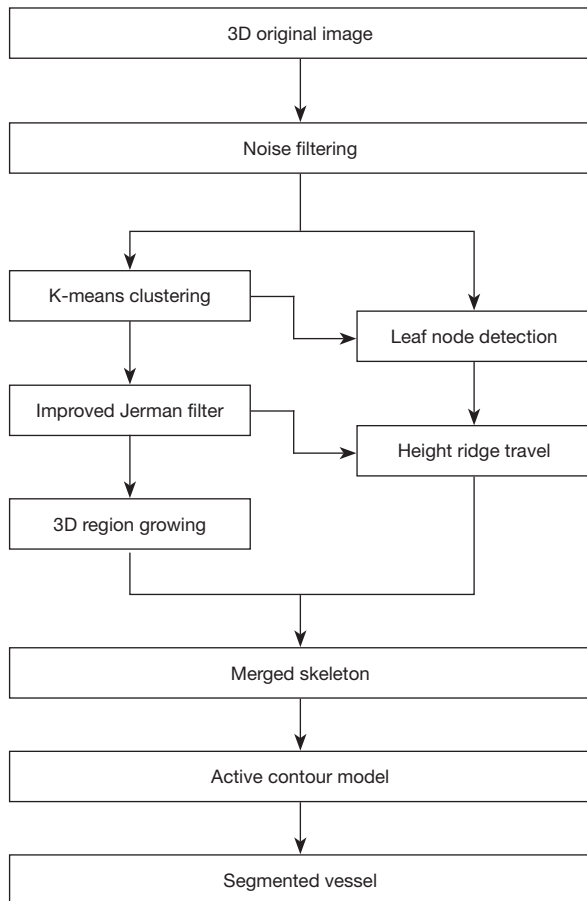 3D original image
Noise filtering
K-means clustering
Leaf node detection
Improved Jerman filter
Height ridge travel
3D region growing
Merged skeleton
Active contour model
Segmented vessel